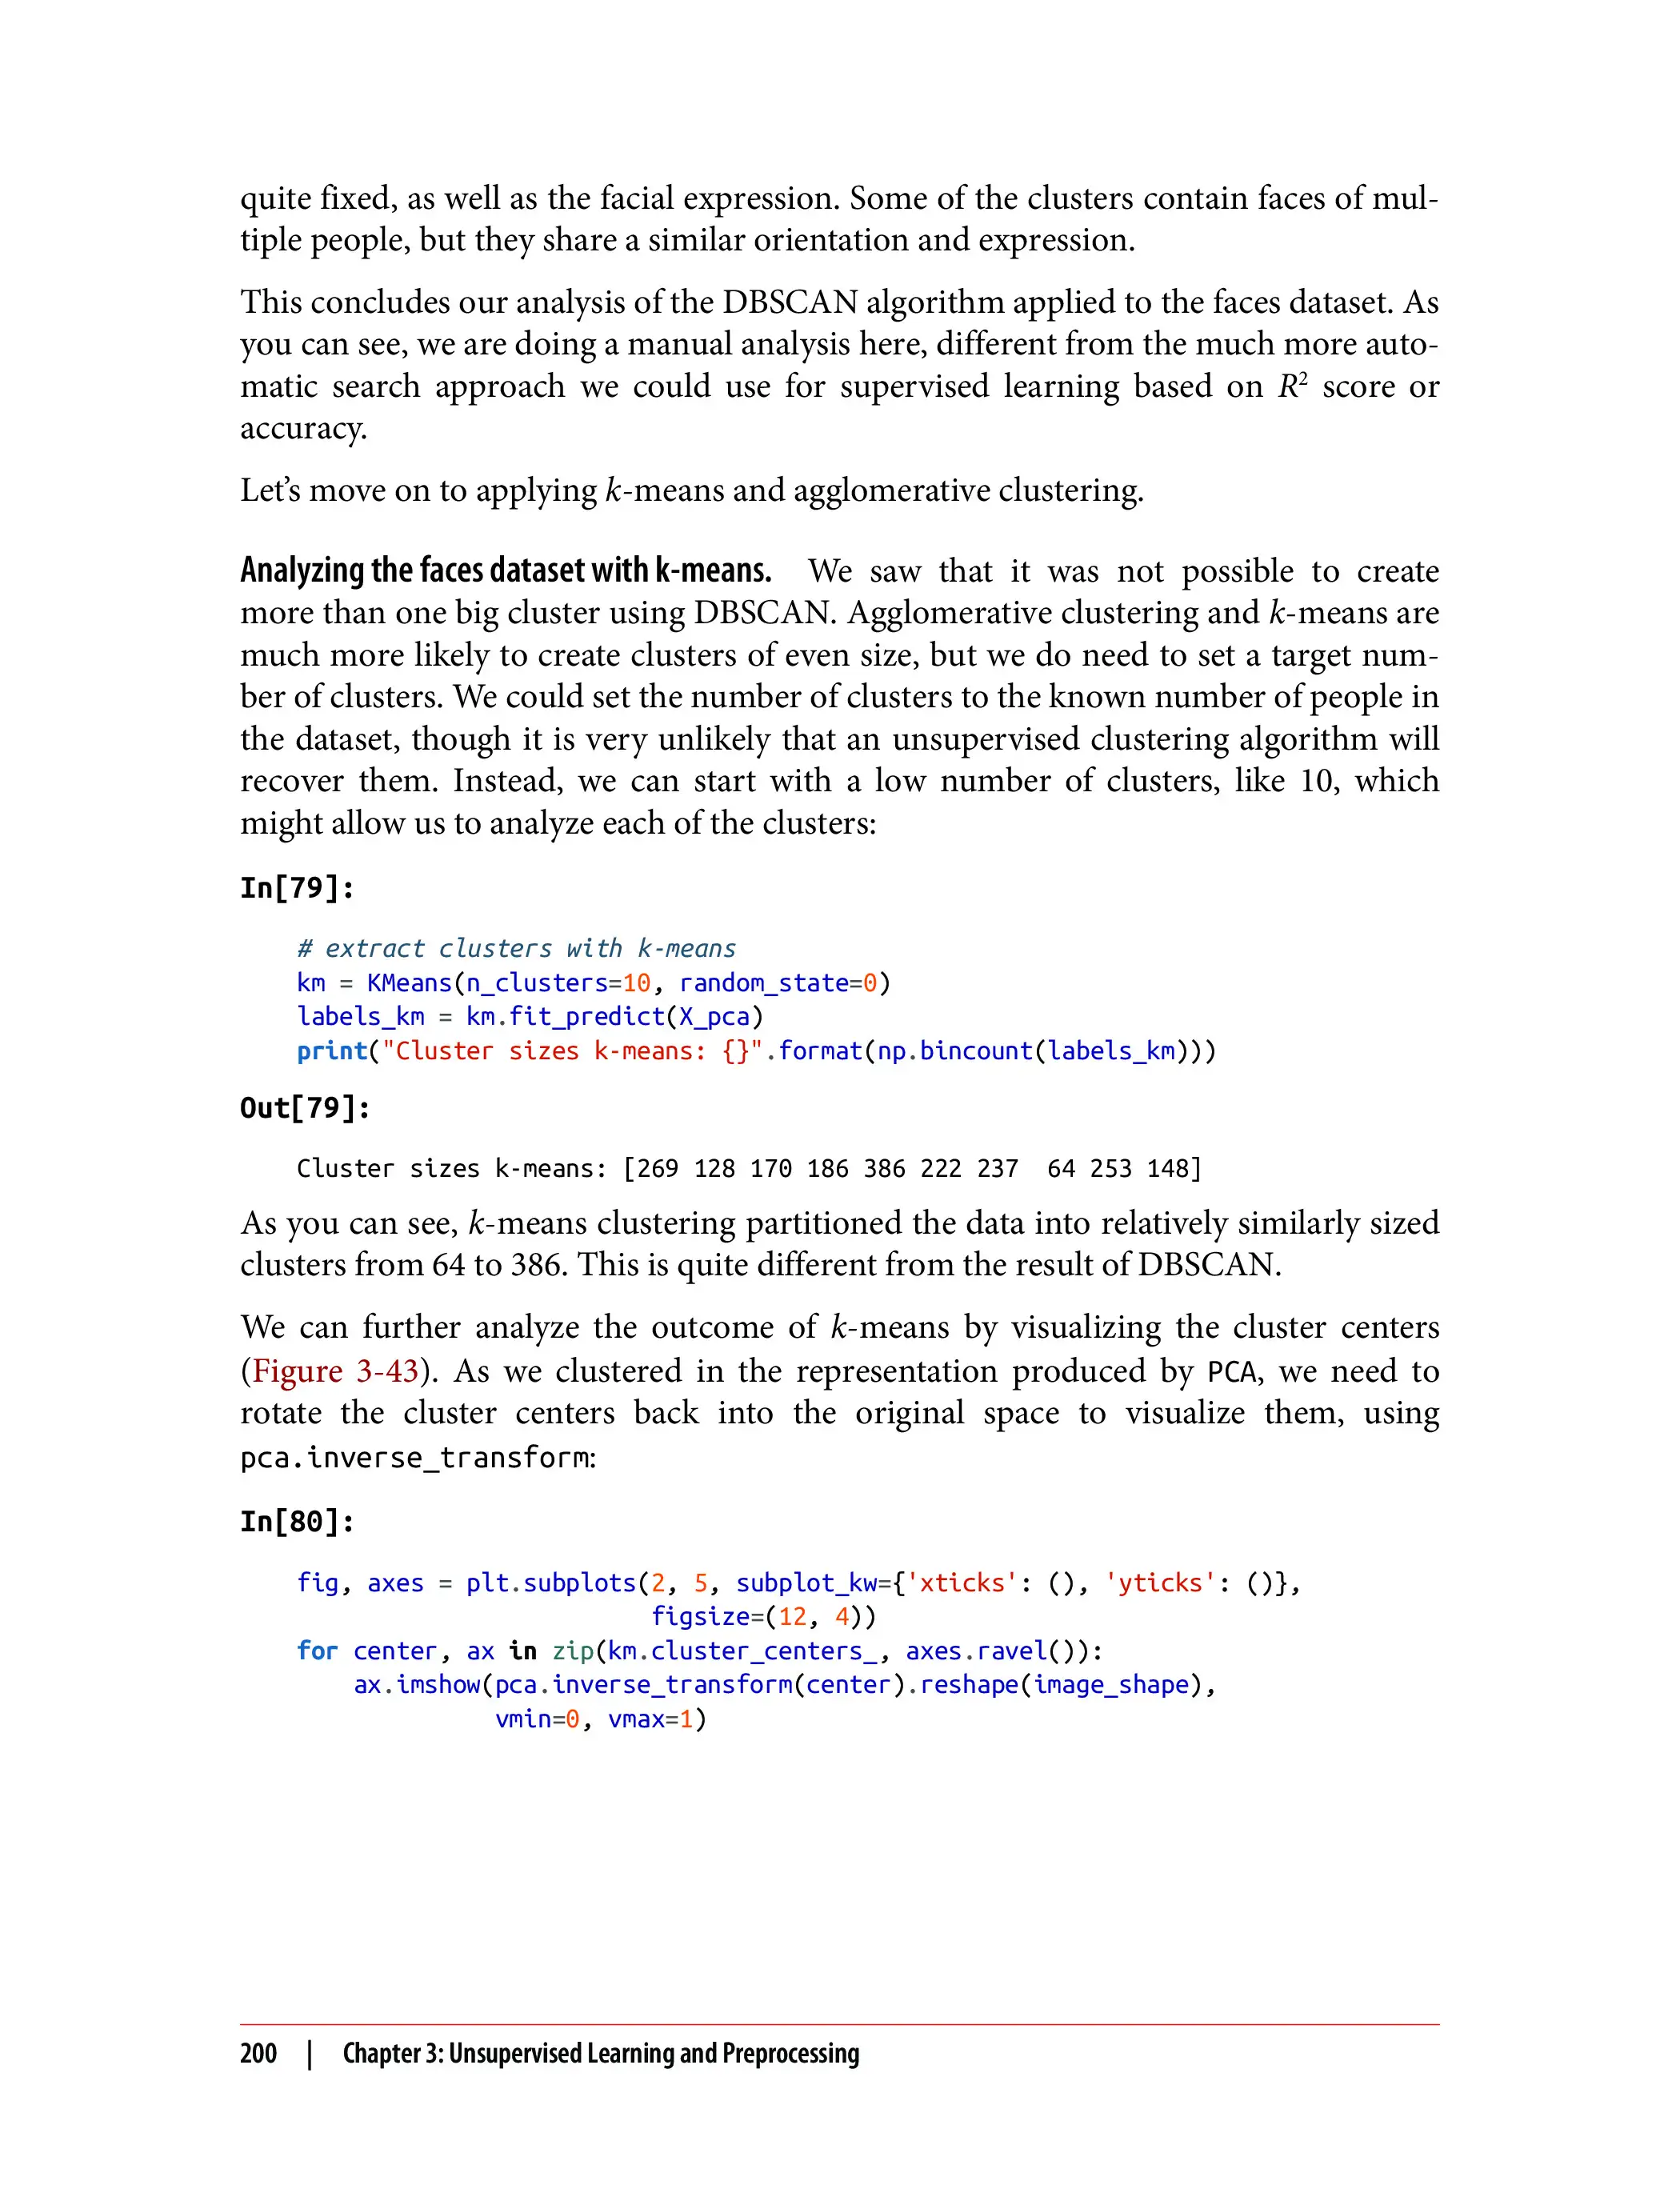 quite fixed, as well as the facial expression. Some of the clusters contain faces of mul-
tiple people, but they share a similar orientation and expression.
This concludes our analysis of the DBSCAN algorithm applied to the faces dataset. As
you can see, we are doing a manual analysis here, different from the much more auto-
matic search approach we could use for supervised learning based on R² score or
accuracy.
Let’s move on to applying k-means and agglomerative clustering.
Analyzing the faces dataset with k-means. We saw that it was not possible to create
more than one big cluster using DBSCAN. Agglomerative clustering and k-means are
much more likely to create clusters of even size, but we do need to set a target num-
ber of clusters. We could set the number of clusters to the known number of people in
the dataset, though it is very unlikely that an unsupervised clustering algorithm will
recover them. Instead, we can start with a low number of clusters, like 10, which
might allow us to analyze each of the clusters:
In[79]:
# extract clusters with k-means
km = KMeans(n_clusters=10, random_state=0)
labels_km = km.fit_predict(X_pca)
print("Cluster sizes k-means: {}".format(np.bincount(labels_km)))
Out[79]:
Cluster sizes k-means: [269 128 170 186 386 222 237  64 253 148]
As you can see, k-means clustering partitioned the data into relatively similarly sized
clusters from 64 to 386. This is quite different from the result of DBSCAN.
We can further analyze the outcome of k-means by visualizing the cluster centers
(Figure 3-43). As we clustered in the representation produced by PCA, we need to
rotate the cluster centers back into the original space to visualize them, using
pca.inverse_transform:
In[80]:
fig, axes = plt.subplots(2, 5, subplot_kw={'xticks': (), 'yticks': ()},
                         figsize=(12, 4))
for center, ax in zip(km.cluster_centers_, axes.ravel()):
    ax.imshow(pca.inverse_transform(center).reshape(image_shape),
              vmin=0, vmax=1)
200 | Chapter 3: Unsupervised Learning and Preprocessing